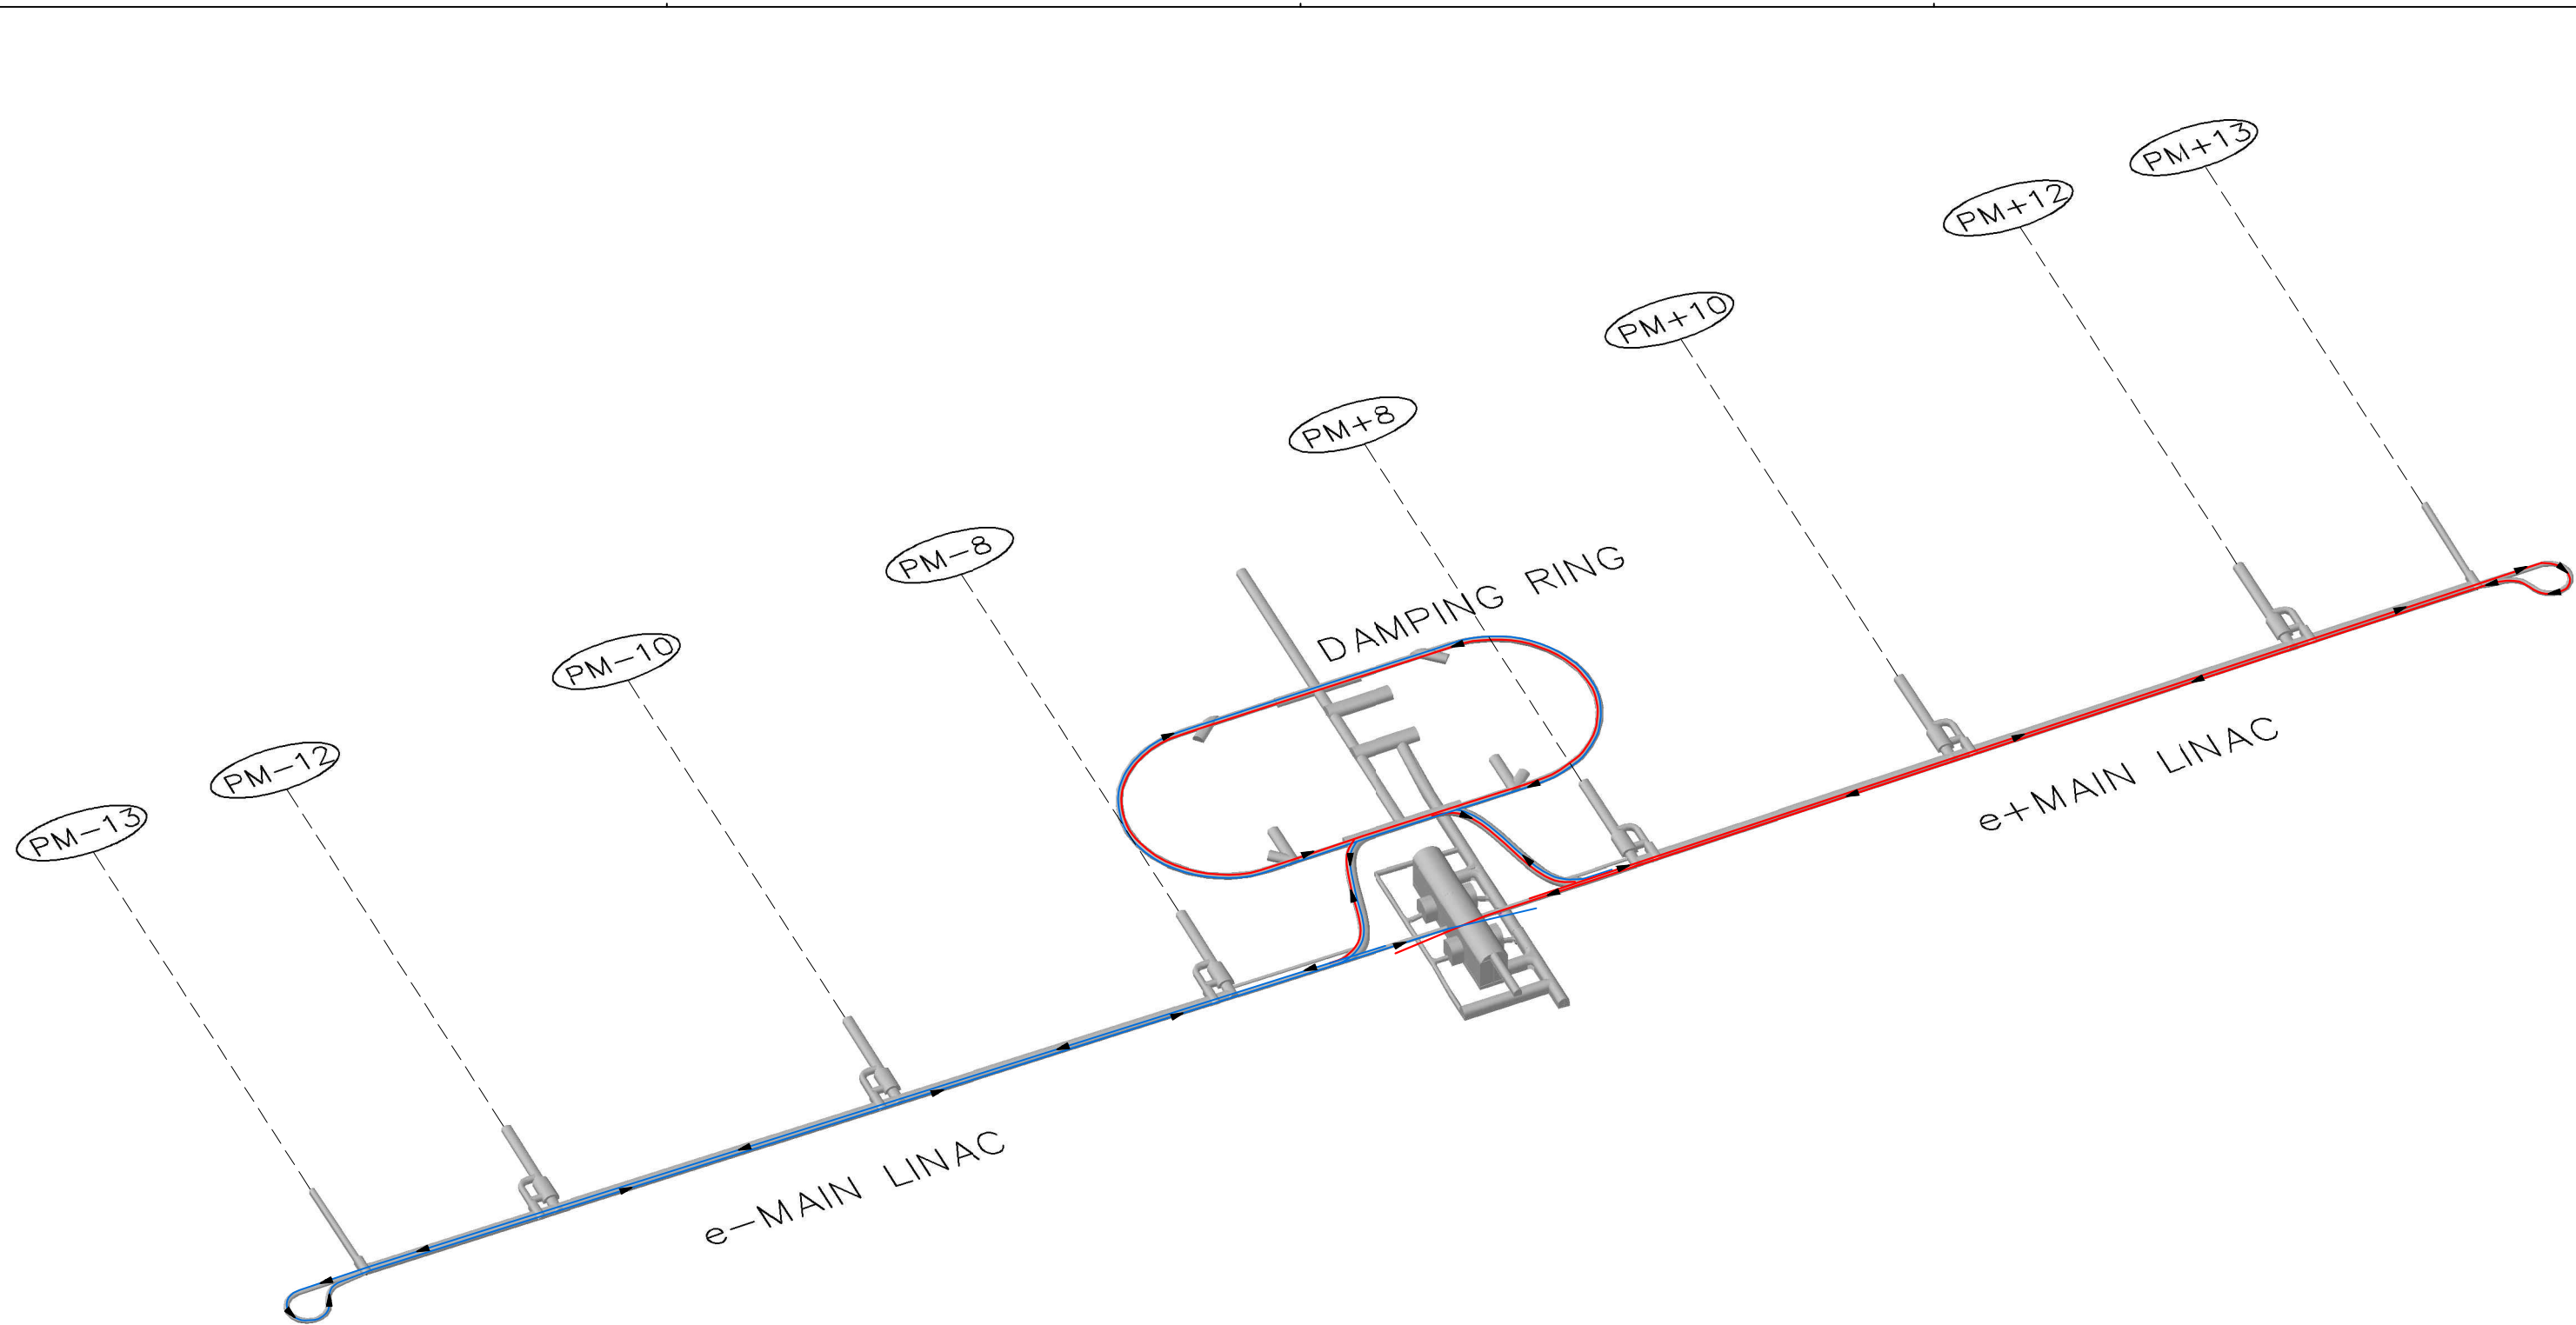 PM+13
PM+12
PM+10
PM+8
PM−8
DAMPING RING
PM−10
PM−12
e+MAIN LINAC
PM−13
e−MAIN LINAC